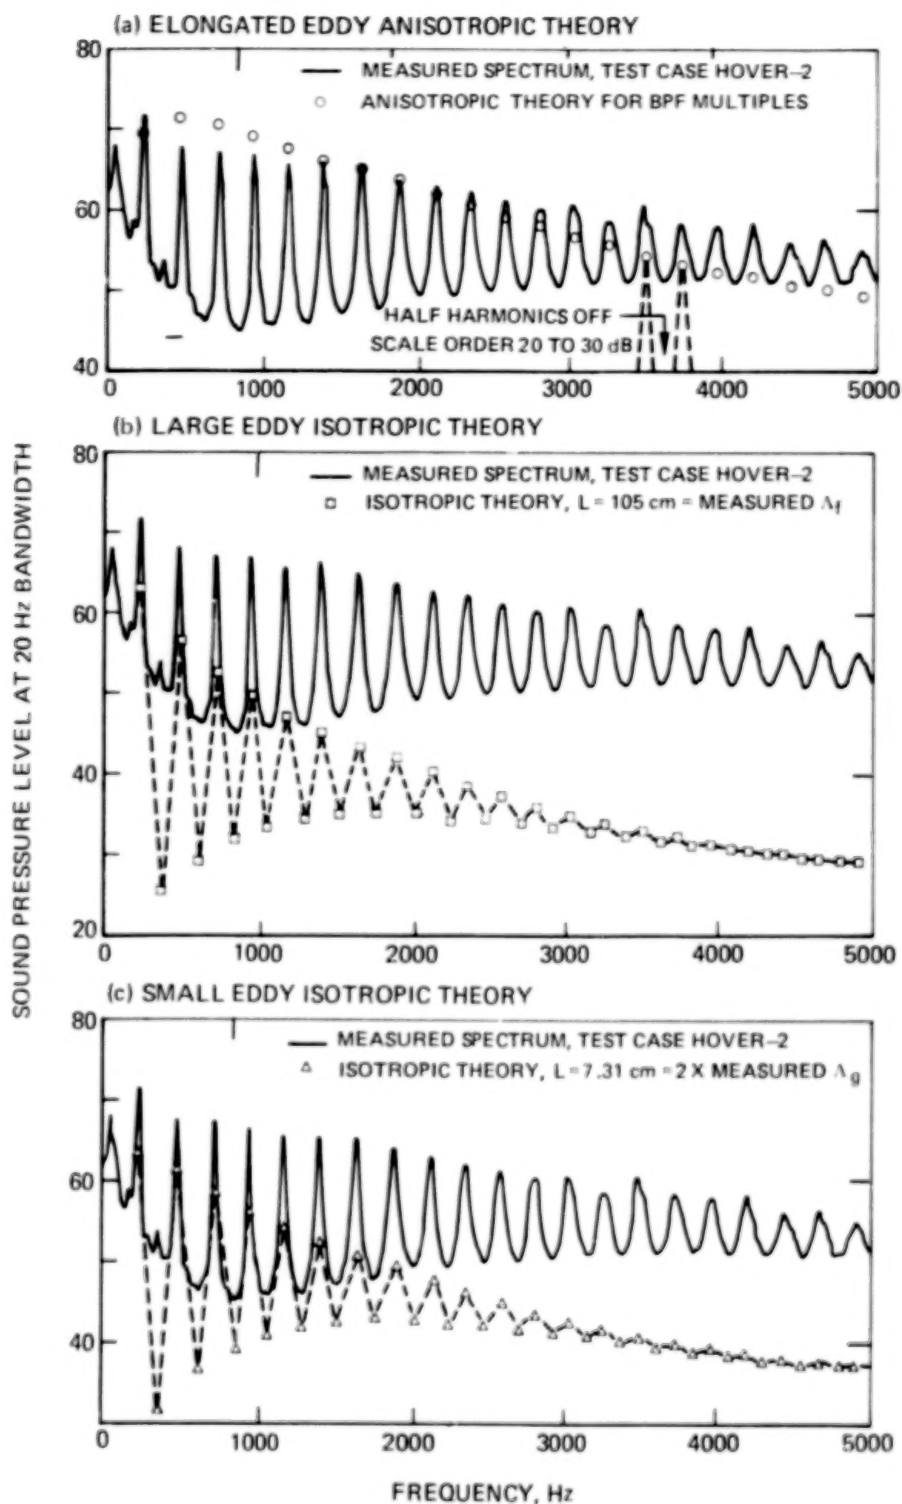 (a) ELONGATED EDDY ANISOTROPIC THEORY
80
MEASURED SPECTRUM, TEST CASE HOVER-2
ANISOTROPIC THEORY FOR BPF MULTIPLES
60
HALF HARMONICS OFF
SCALE ORDER 20 TO 30 dB
40
0 1000 2000 3000 4000 5000
(b) LARGE EDDY ISOTROPIC THEORY
80
MEASURED SPECTRUM, TEST CASE HOVER-2
ISOTROPIC THEORY, L = 105 cm = MEASURED Λf
60
40
20
0 1000 2000 3000 4000 5000
(c) SMALL EDDY ISOTROPIC THEORY
80
MEASURED SPECTRUM, TEST CASE HOVER-2
ISOTROPIC THEORY, L = 7.31 cm = 2 X MEASURED Λg
60
40
0 1000 2000 3000 4000 5000
SOUND PRESSURE LEVEL AT 20 Hz BANDWIDTH
FREQUENCY, Hz